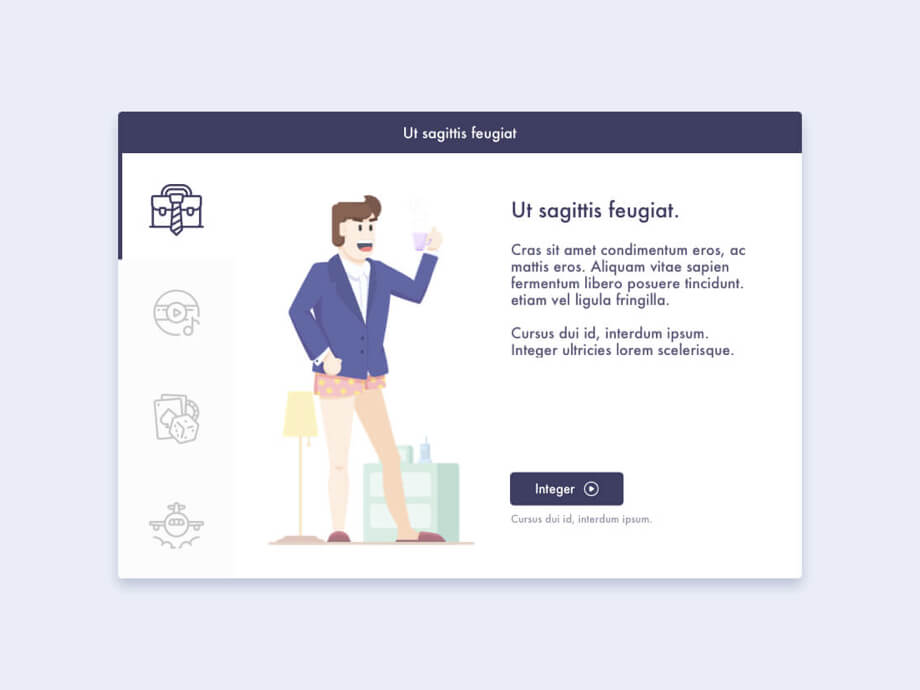 Ut sagittis feugiat
Ut sagittis feugiat.
Cras sit amet condimentum eros, ac
mattis eros. Aliquam vitae sapien
fermentum libero posuere tincidunt.
etiam vel ligula fringilla.
Cursus dui id, interdum ipsum.
Integer ultricies lorem scelerisque.
Integer
Cursus dui id, interdum ipsum.